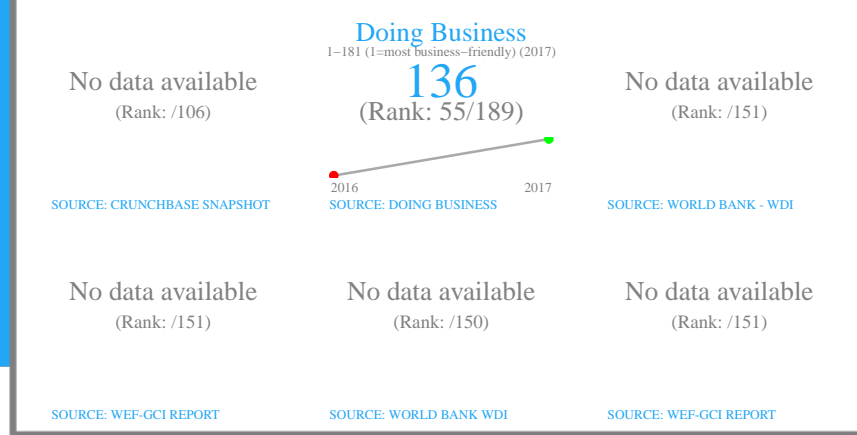 Doing Business
1−181 (1=most business−friendly) (2017)
No data available
(Rank: /106)
136
(Rank: 55/189)
No data available
(Rank: /151)
2016
2017
SOURCE: CRUNCHBASE SNAPSHOT
SOURCE: DOING BUSINESS
SOURCE: WORLD BANK - WDI
No data available
(Rank: /151)
No data available
(Rank: /150)
No data available
(Rank: /151)
SOURCE: WEF-GCI REPORT
SOURCE: WORLD BANK WDI
SOURCE: WEF-GCI REPORT